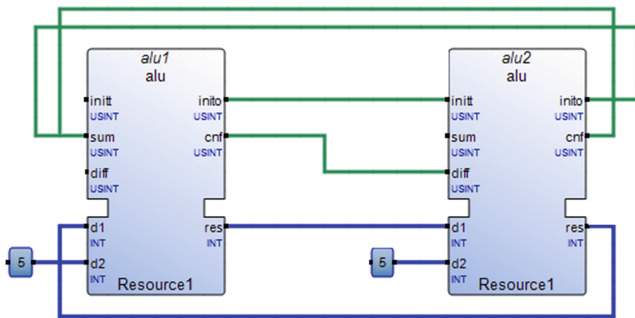 alu1
alu
initt
USINT
inito
USINT
sum
USINT
cnf
USINT
diff
USINT
d1
INT
res
INT
5
d2
INT
Resource1
alu2
alu
initt
USINT
inito
USINT
sum
USINT
cnf
USINT
diff
USINT
d1
INT
res
INT
5
d2
INT
Resource1